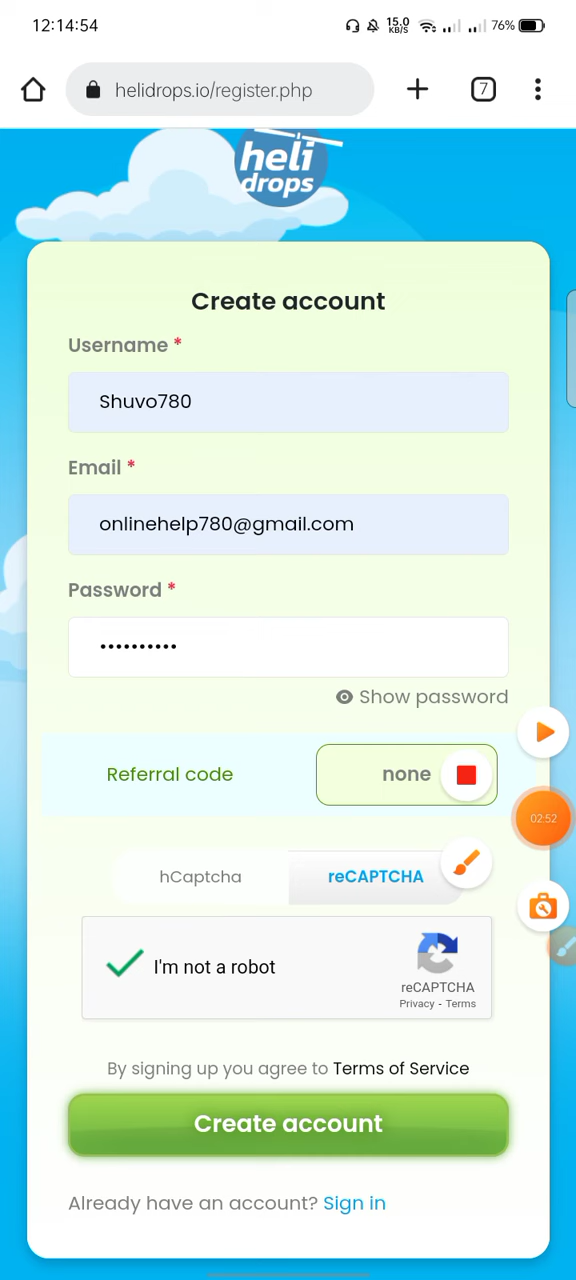 12:14:54 15.0 KB/S 76%
helidrops.io/register.php 7
heli
drops
Create account
Username *
Shuvo780
Email *
onlinehelp780@gmail.com
Password *
••••••••••
Show password
Referral code none
02:52
hCaptcha reCAPTCHA
I'm not a robot
reCAPTCHA
Privacy - Terms
By signing up you agree to Terms of Service
Create account
Already have an account? Sign in